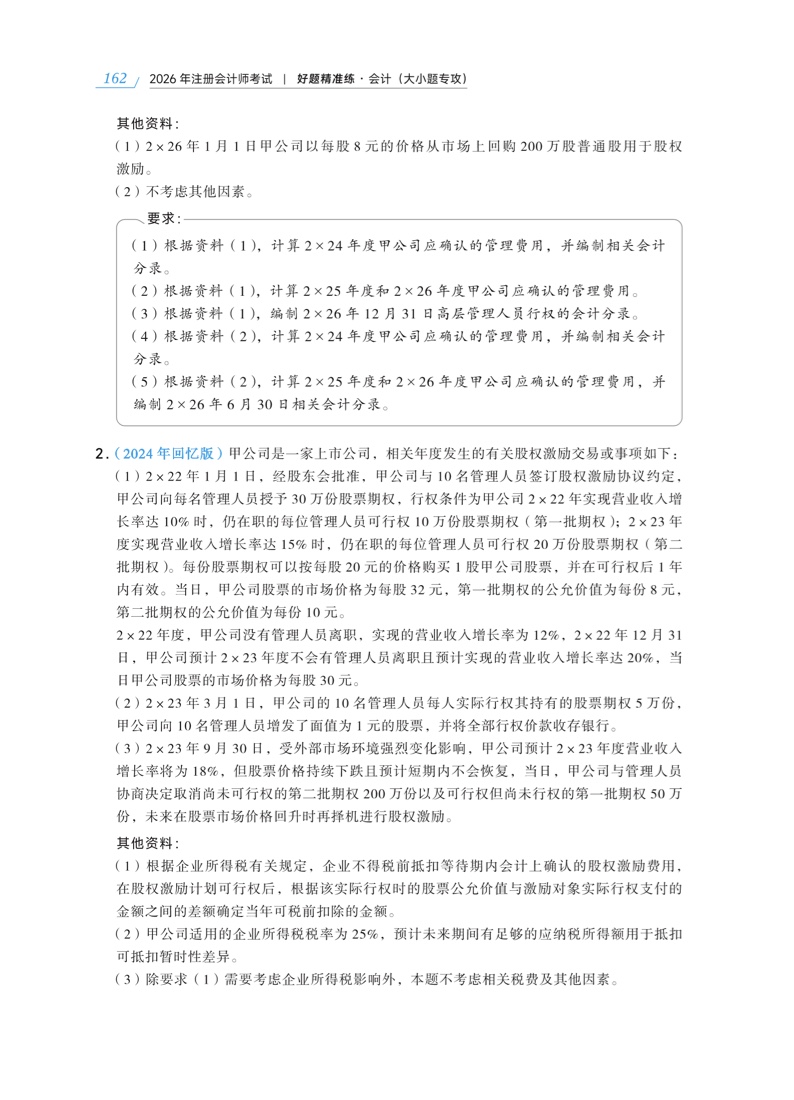 162 2026 年注册会计师考试 | 好题精准练·会计（大小题专攻）
其他资料：
（1）2×26 年 1 月 1 日甲公司以每股 8 元的价格从市场上回购 200 万股普通股用于股权
激励。
（2）不考虑其他因素。
要求：
（1）根据资料（1），计算 2×24 年度甲公司应确认的管理费用，并编制相关会计
分录。
（2）根据资料（1），计算 2×25 年度和 2×26 年度甲公司应确认的管理费用。
（3）根据资料（1），编制 2×26 年 12 月 31 日高层管理人员行权的会计分录。
（4）根据资料（2），计算 2×24 年度甲公司应确认的管理费用，并编制相关会计
分录。
（5）根据资料（2），计算 2×25 年度和 2×26 年度甲公司应确认的管理费用，并
编制 2×26 年 6 月 30 日相关会计分录。
2.（2024 年回忆版）甲公司是一家上市公司，相关年度发生的有关股权激励交易或事项如下：
（1）2×22 年 1 月 1 日，经股东会批准，甲公司与 10 名管理人员签订股权激励协议约定，
甲公司向每名管理人员授予 30 万份股票期权，行权条件为甲公司 2×22 年实现营业收入增
长率达 10% 时，仍在职的每位管理人员可行权 10 万份股票期权（第一批期权）；2×23 年
度实现营业收入增长率达 15% 时，仍在职的每位管理人员可行权 20 万份股票期权（第二
批期权）。每份股票期权可以按每股 20 元的价格购买 1 股甲公司股票，并在可行权后 1 年
内有效。当日，甲公司股票的市场价格为每股 32 元，第一批期权的公允价值为每份 8 元，
第二批期权的公允价值为每份 10 元。
2×22 年度，甲公司没有管理人员离职，实现的营业收入增长率为 12%，2×22 年 12 月 31
日，甲公司预计 2×23 年度不会有管理人员离职且预计实现的营业收入增长率达 20%，当
日甲公司股票的市场价格为每股 30 元。
（2）2×23 年 3 月 1 日，甲公司的 10 名管理人员每人实际行权其持有的股票期权 5 万份，
甲公司向 10 名管理人员增发了面值为 1 元的股票，并将全部行权价款收存银行。
（3）2×23 年 9 月 30 日，受外部市场环境强烈变化影响，甲公司预计 2×23 年度营业收入
增长率将为 18%，但股票价格持续下跌且预计短期内不会恢复，当日，甲公司与管理人员
协商决定取消尚未可行权的第二批期权 200 万份以及可行权但尚未行权的第一批期权 50 万
份，未来在股票市场价格回升时再择机进行股权激励。
其他资料：
（1）根据企业所得税有关规定，企业不得税前抵扣等待期内会计上确认的股权激励费用，
在股权激励计划可行权后，根据该实际行权时的股票公允价值与激励对象实际行权支付的
金额之间的差额确定当年可税前扣除的金额。
（2）甲公司适用的企业所得税税率为 25%，预计未来期间有足够的应纳税所得额用于抵扣
可抵扣暂时性差异。
（3）除要求（1）需要考虑企业所得税影响外，本题不考虑相关税费及其他因素。